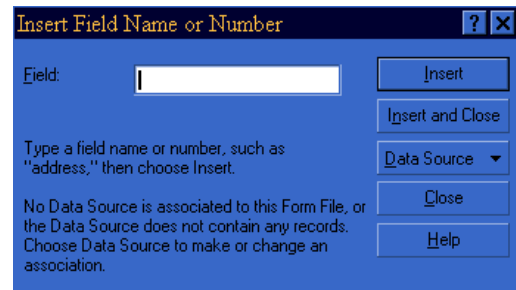 Insert Field Name or Number
Field:
Insert
Insert and Close
Type a field name or number, such as
"address," then choose Insert.
Data Source
Close
No Data Source is associated to this Form File, or
the Data Source does not contain any records.
Choose Data Source to make or change an
association.
Help